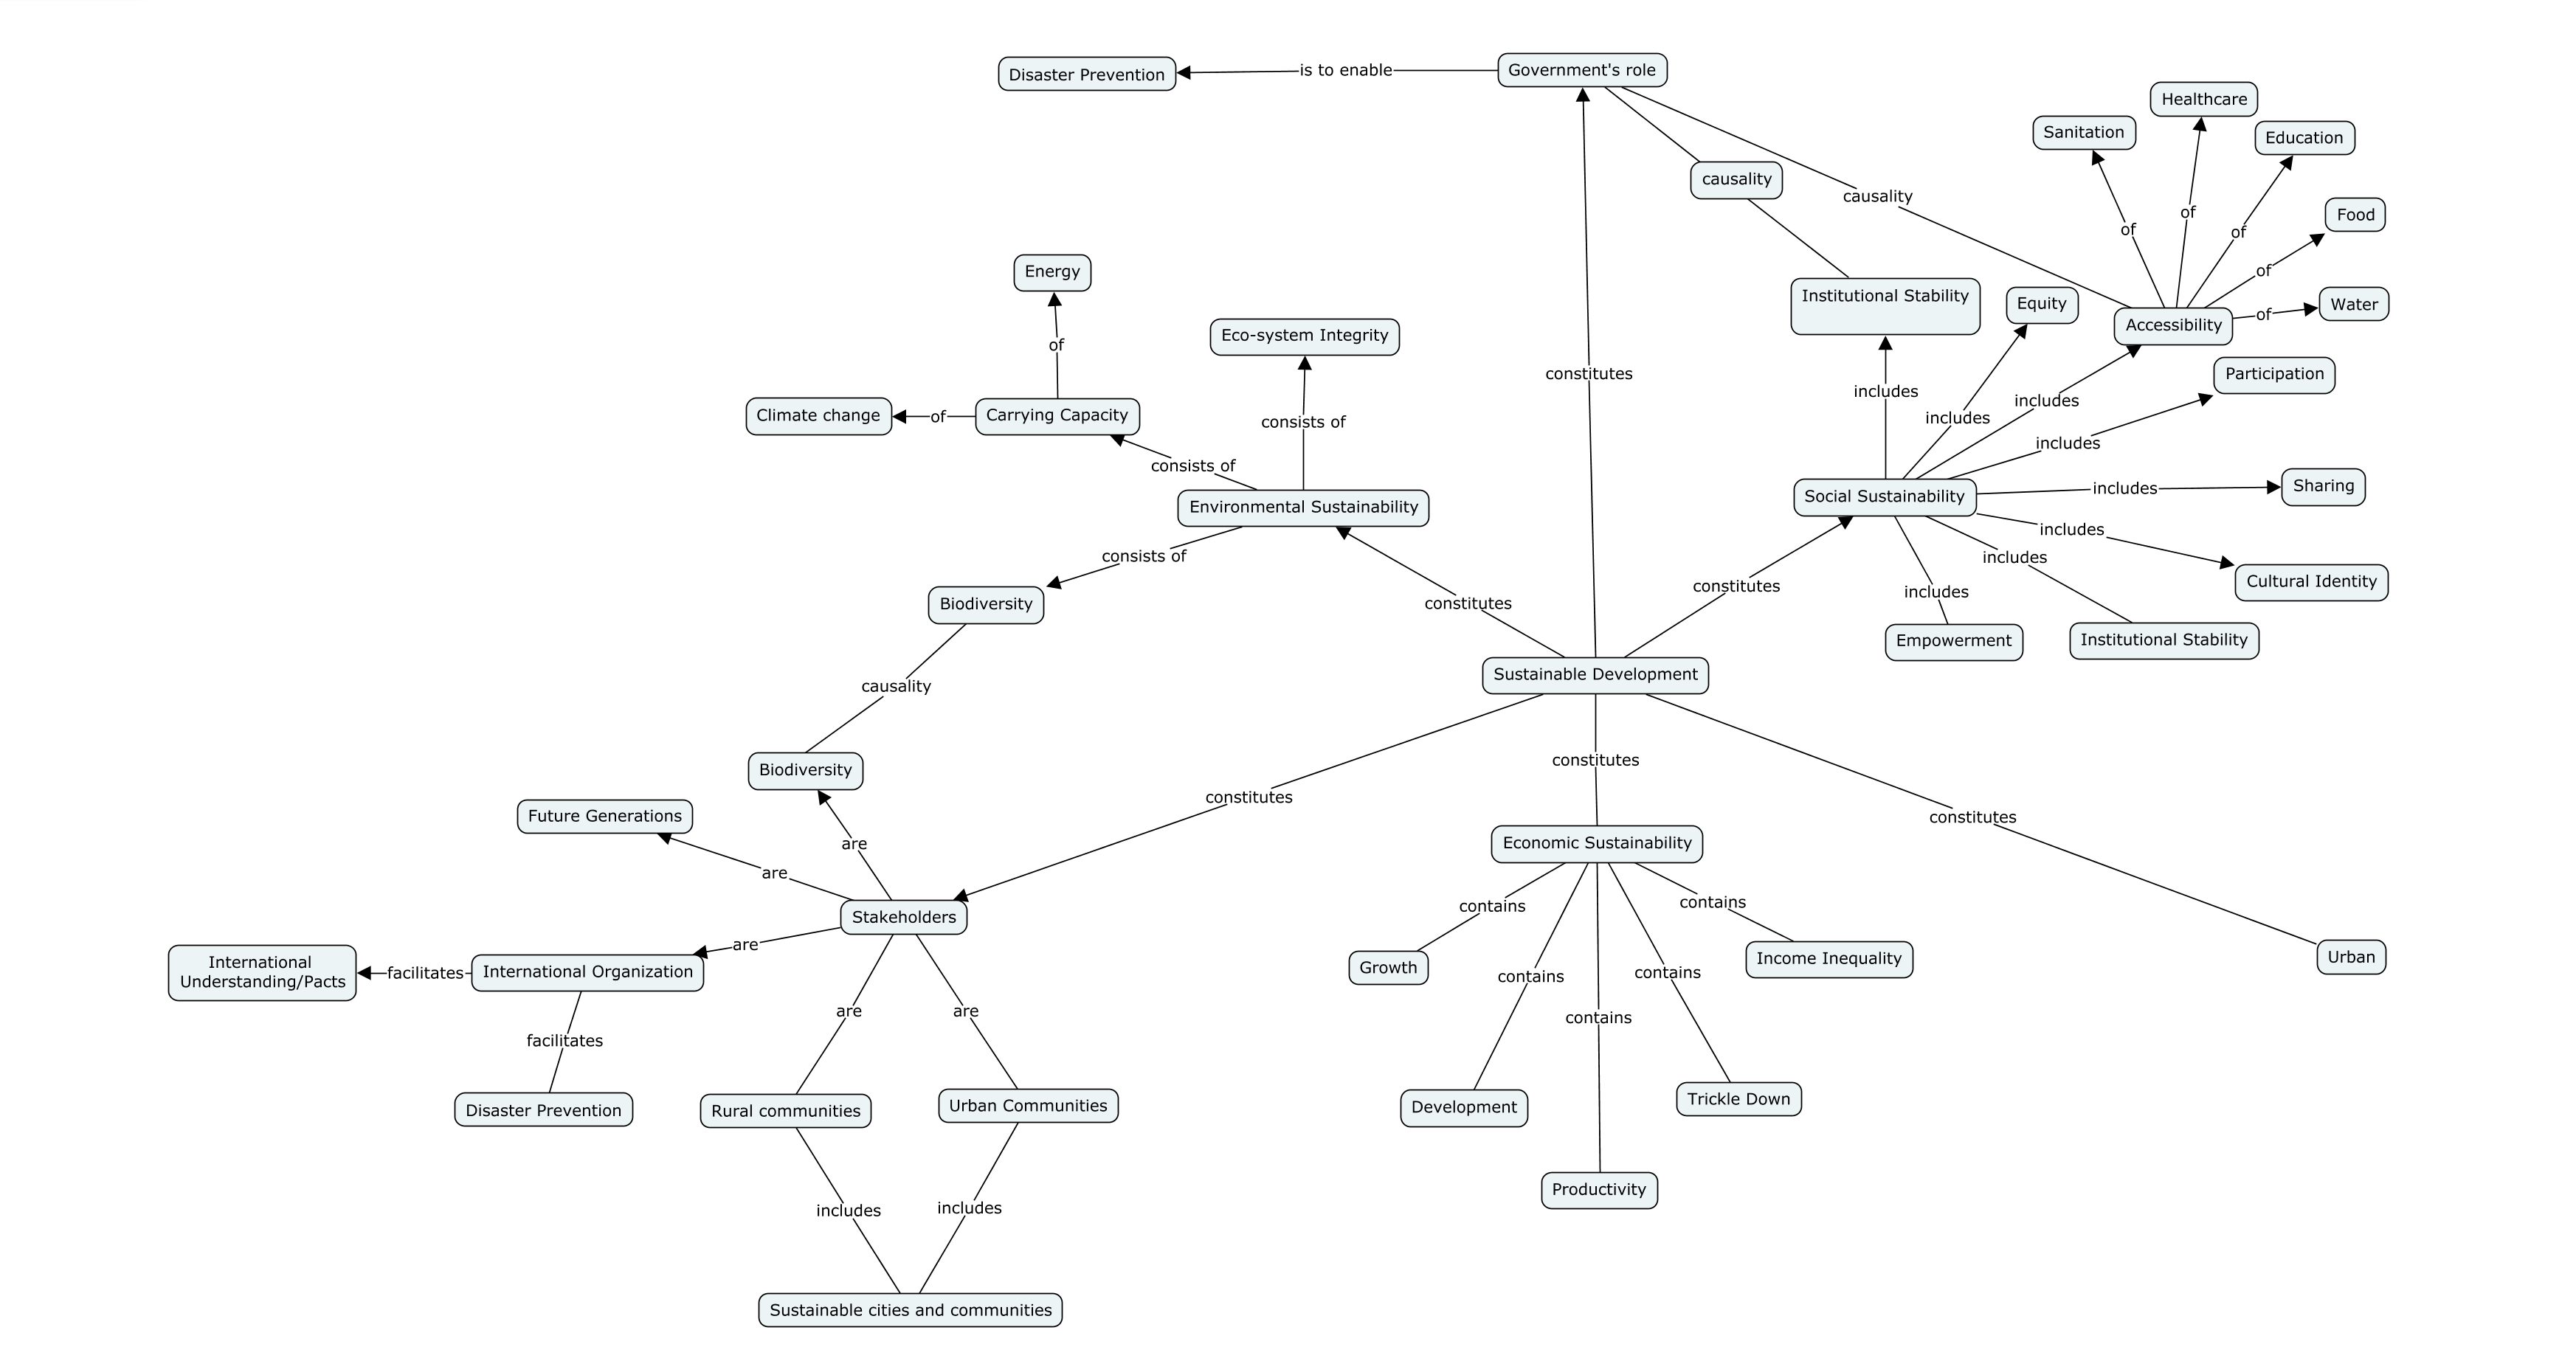 Disaster Prevention
is to enable
Government's role
Healthcare
Sanitation
Education
causality
causality
of
of
of
Food
Energy
of
Institutional Stability
Equity
Water
of
Accessibility
Eco-system Integrity
of
constitutes
Participation
includes
includes
includes
Climate change
of
Carrying Capacity
consists of
includes
consists of
Environmental Sustainability
Social Sustainability
includes
Sharing
includes
consists of
includes
Cultural Identity
Biodiversity
constitutes
constitutes
includes
Empowerment
Institutional Stability
Sustainable Development
causality
Biodiversity
constitutes
constitutes
constitutes
Future Generations
are
Economic Sustainability
are
Stakeholders
contains
contains
are
International
Understanding/Pacts
facilitates
International Organization
Growth
contains
contains
Income Inequality
Urban
are
are
contains
facilitates
Disaster Prevention
Rural communities
Urban Communities
Development
Trickle Down
Productivity
includes
includes
Sustainable cities and communities